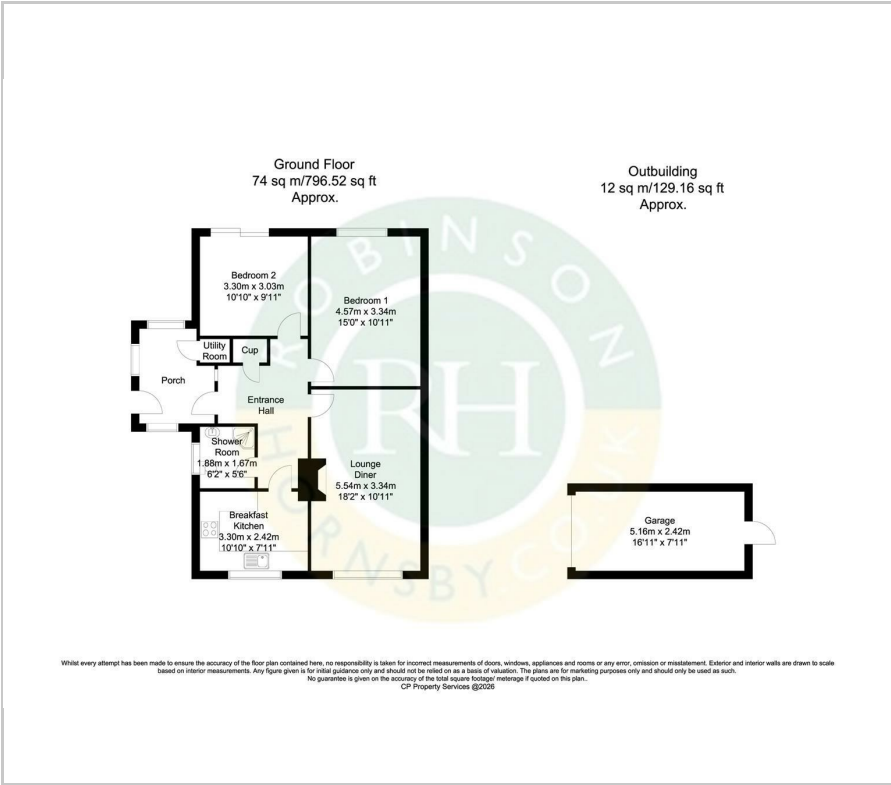 Ground Floor
74 sq m/796.52 sq ft
Approx.
Outbuilding
12 sq m/129.16 sq ft
Approx.
Bedroom 2
3.30m x 3.03m
10'10" x 9'11"
Bedroom 1
4.57m x 3.34m
15'0" x 10'11"
Utility
Room
Cup
Porch
Entrance
Hall
Shower
Room
1.88m x 1.67m
6'2" x 5'6"
Lounge
Diner
5.54m x 3.34m
18'2" x 10'11"
Breakfast
Kitchen
3.30m x 2.42m
10'10" x 7'11"
Garage
5.16m x 2.42m
16'11" x 7'11"
ROBINSON
RH
HORNSBY.CO.UK
Whilst every attempt has been made to ensure the accuracy of the floor plan contained here, no responsibility is taken for incorrect measurements of doors, windows, appliances and rooms or any error, omission or misstatement. Exterior and interior walls are drawn to scale
based on interior measurements. Any figure given is for initial guidance only and should not be relied on as a basis of valuation. The plans are for marketing purposes only and should only be used as such.
No guarantee is given on the accuracy of the total square footage/ meterage if quoted on this plan..
CP Property Services @2026